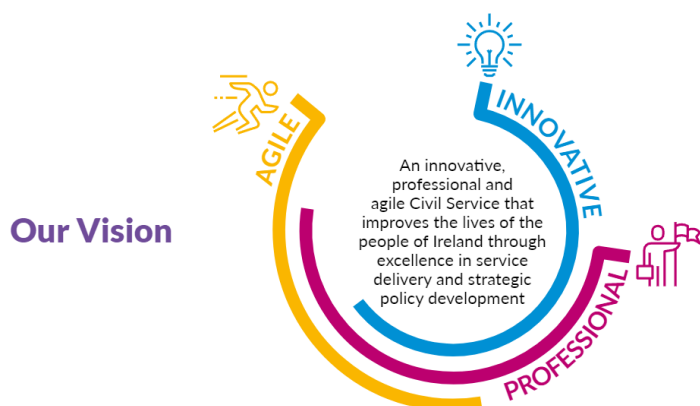 Our Vision
AGILE
INNOVATIVE
PROFESSIONAL
An innovative,
professional and
agile Civil Service that
improves the lives of the
people of Ireland through
excellence in service
delivery and strategic
policy development